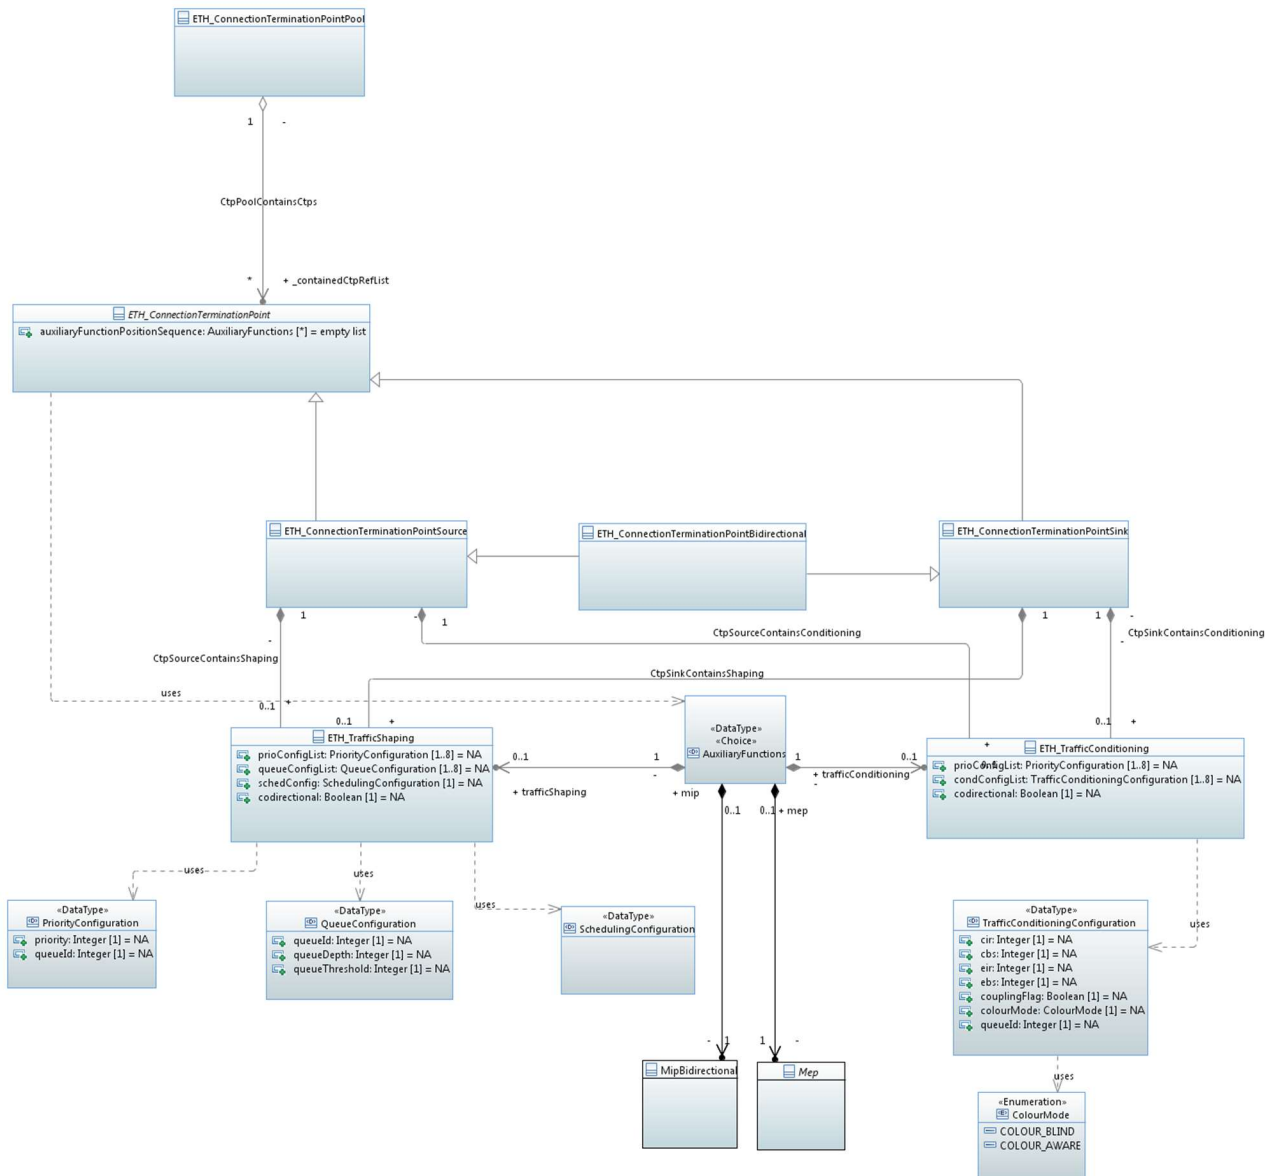 ETH_ConnectionTerminationPointPool
1 -
CtpPoolContainsCtps
* + _containedCtpRefList
ETH_ConnectionTerminationPoint
auxiliaryFunctionPositionSequence: AuxiliaryFunctions [*] = empty list
ETH_ConnectionTerminationPointSource
ETH_ConnectionTerminationPointBidirectional
ETH_ConnectionTerminationPointSink
1
-
-
1
1
1
-
-
CtpSourceContainsShaping
CtpSourceContainsConditioning
CtpSinkContainsConditioning
CtpSinkContainsShaping
uses
0..1 +
0..1 +
0..1 +
ETH_TrafficShaping
prioConfigList: PriorityConfiguration [1..8] = NA
queueConfigList: QueueConfiguration [1..8] = NA
schedConfig: SchedulingConfiguration [1] = NA
codirectional: Boolean [1] = NA
0..1
+ trafficShaping
1
-
«DataType»
«Choice»
AuxiliaryFunctions
1
-
+ trafficConditioning
0..1
+
0..1
ETH_TrafficConditioning
prioConfigList: PriorityConfiguration [1..8] = NA
condConfigList: TrafficConditioningConfiguration [1..8] = NA
codirectional: Boolean [1] = NA
+ mip
0..1
0..1 + mep
uses
uses
uses
uses
«DataType»
PriorityConfiguration
priority: Integer [1] = NA
queueId: Integer [1] = NA
«DataType»
QueueConfiguration
queueId: Integer [1] = NA
queueDepth: Integer [1] = NA
queueThreshold: Integer [1] = NA
«DataType»
SchedulingConfiguration
«DataType»
TrafficConditioningConfiguration
cir: Integer [1] = NA
cbs: Integer [1] = NA
eir: Integer [1] = NA
ebs: Integer [1] = NA
couplingFlag: Boolean [1] = NA
colourMode: ColourMode [1] = NA
queueId: Integer [1] = NA
- 1
1 -
MipBidirectional
Mep
uses
«Enumeration»
ColourMode
COLOUR_BLIND
COLOUR_AWARE